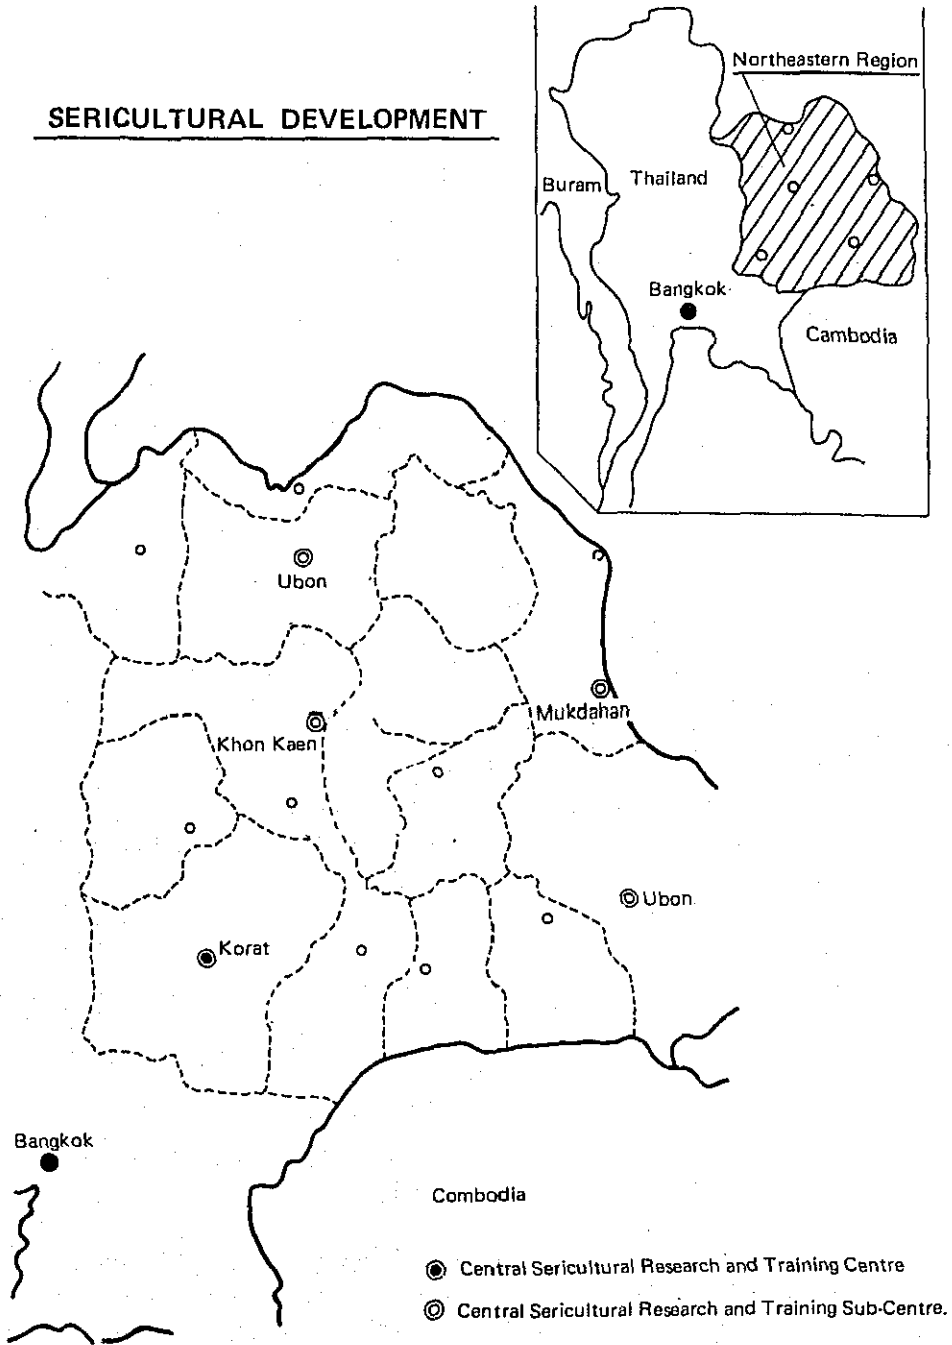 SERICULTURAL DEVELOPMENT
Northeastern Region
Buram
Thailand
Bangkok
Cambodia
Ubon
Mukdahan
Khon Kaen
Ubon
Korat
Bangkok
Combodia
Central Sericultural Research and Training Centre
Central Sericultural Research and Training Sub-Centre.